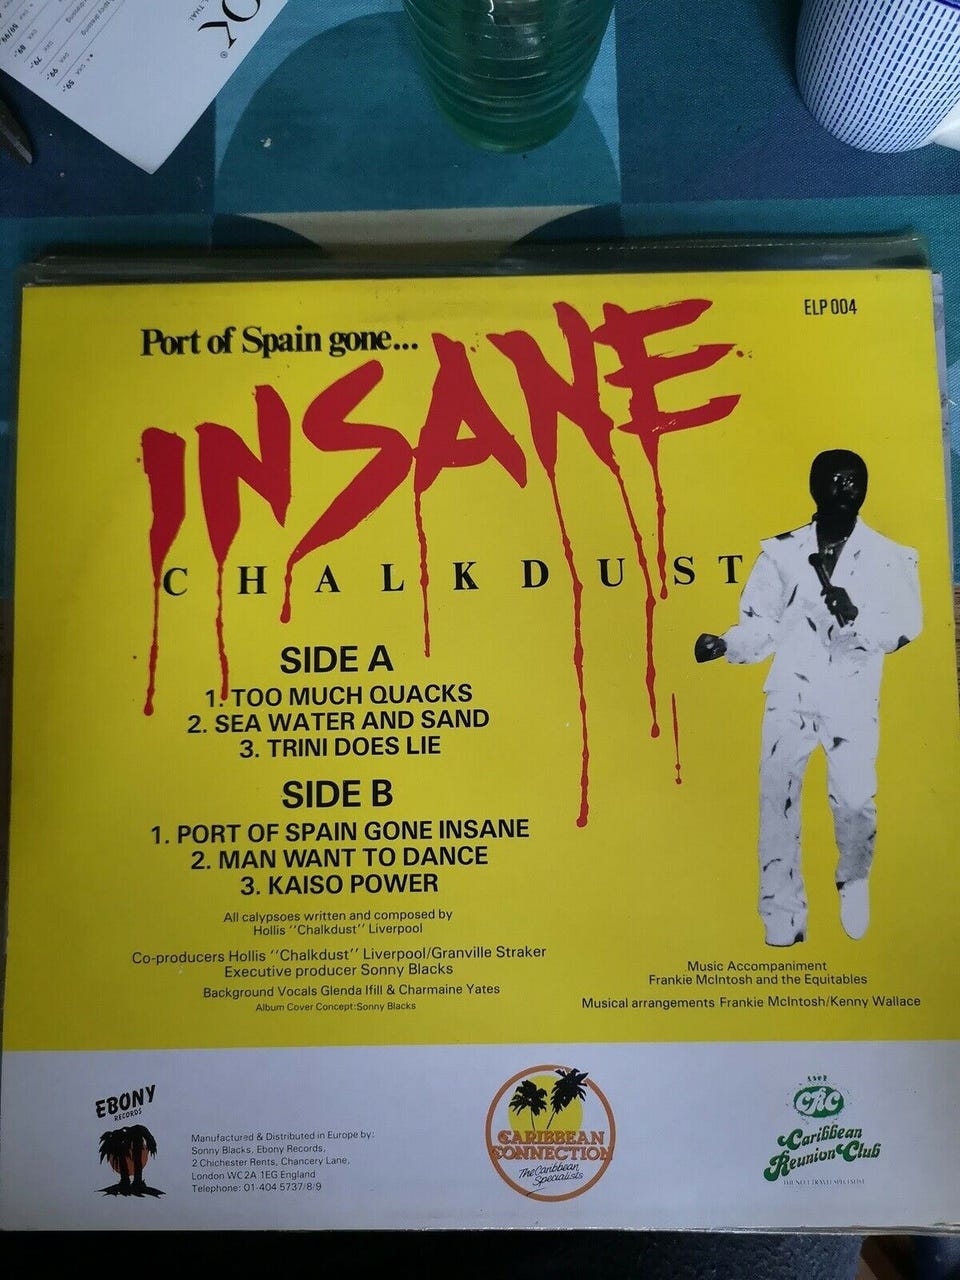 ELP 004
Port of Spain gone...
INSANE
CHALKDUST
SIDE A
1. TOO MUCH QUACKS
2. SEA WATER AND SAND
3. TRINI DOES LIE
SIDE B
1. PORT OF SPAIN GONE INSANE
2. MAN WANT TO DANCE
3. KAISO POWER
All calypsoes written and composed by
Hollis ''Chalkdust'' Liverpool
Co-producers Hollis ''Chalkdust'' Liverpool/Granville Straker
Executive producer Sonny Blacks
Background Vocals Glenda Ifill & Charmaine Yates
Album Cover Concept:Sonny Blacks
Music Accompaniment
Frankie McIntosh and the Equitables
Musical arrangements Frankie McIntosh/Kenny Wallace
EBONY
RECORDS
Manufactured & Distributed in Europe by:
Sonny Blacks, Ebony Records,
2 Chichester Rents, Chancery Lane,
London WC2A 1EG England
Telephone: 01-404 5737/8/9
CARIBBEAN
CONNECTION
The Caribbean
Specialists
CRC
Caribbean
Reunion Club